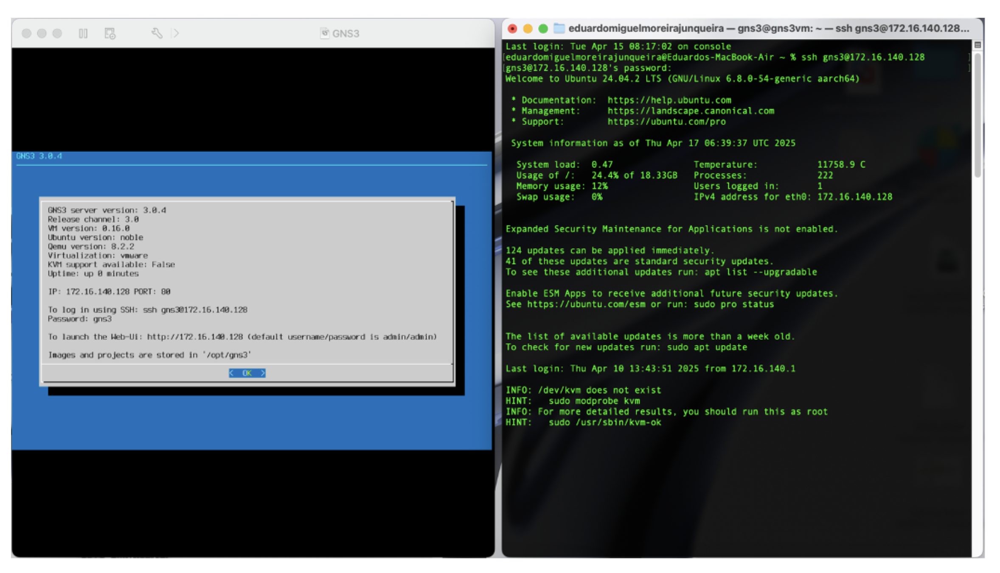 GNS3
GNS3 3.0.4
GNS3 server version: 3.0.4
Release channel: 3.0
VM version: 0.16.0
Ubuntu version: noble
Qemu version: 8.2.2
Virtualization: vmware
KVM support available: False
Uptime: up 0 minutes
IP: 172.16.140.128 PORT: 80
To log in using SSH: ssh gns3@172.16.140.128
Password: gns3
To launch the Web-Ui: http://172.16.140.128 (default username/password is admin/admin)
Images and projects are stored in '/opt/gns3'
< OK >
eduardomiguelmoreirajunqueira — gns3@gns3vm: ~ — ssh gns3@172.16.140.128...
Last login: Tue Apr 15 08:17:02 on console
[eduardomiguelmoreirajunqueira@Eduardos-MacBook-Air ~ % ssh gns3@172.16.140.128 ]
[gns3@172.16.140.128's password: ]
Welcome to Ubuntu 24.04.2 LTS (GNU/Linux 6.8.0-54-generic aarch64)
* Documentation: https://help.ubuntu.com
* Management: https://landscape.canonical.com
* Support: https://ubuntu.com/pro
System information as of Thu Apr 17 06:39:37 UTC 2025
System load: 0.47 Temperature: 11758.9 C
Usage of /: 24.4% of 18.33GB Processes: 222
Memory usage: 12% Users logged in: 1
Swap usage: 0% IPv4 address for eth0: 172.16.140.128
Expanded Security Maintenance for Applications is not enabled.
124 updates can be applied immediately.
41 of these updates are standard security updates.
To see these additional updates run: apt list --upgradable
Enable ESM Apps to receive additional future security updates.
See https://ubuntu.com/esm or run: sudo pro status
The list of available updates is more than a week old.
To check for new updates run: sudo apt update
Last login: Thu Apr 10 13:43:51 2025 from 172.16.140.1
INFO: /dev/kvm does not exist
HINT: sudo modprobe kvm
INFO: For more detailed results, you should run this as root
HINT: sudo /usr/sbin/kvm-ok